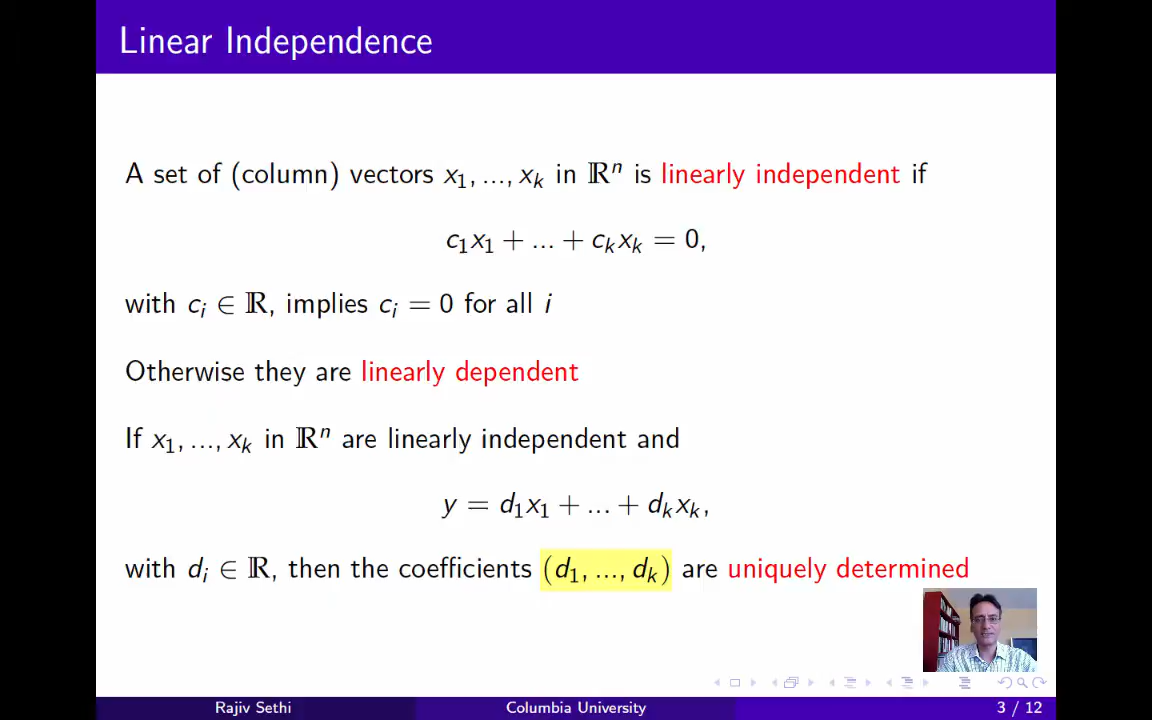 Linear Independence
A set of (column) vectors x₁, ..., xₖ in ℝⁿ is linearly independent if
c₁x₁ + ... + cₖxₖ = 0,
with cᵢ ∈ ℝ, implies cᵢ = 0 for all i
Otherwise they are linearly dependent
If x₁, ..., xₖ in ℝⁿ are linearly independent and
y = d₁x₁ + ... + dₖxₖ,
with dᵢ ∈ ℝ, then the coefficients (d₁, ..., dₖ) are uniquely determined
Rajiv Sethi Columbia University 3 / 12